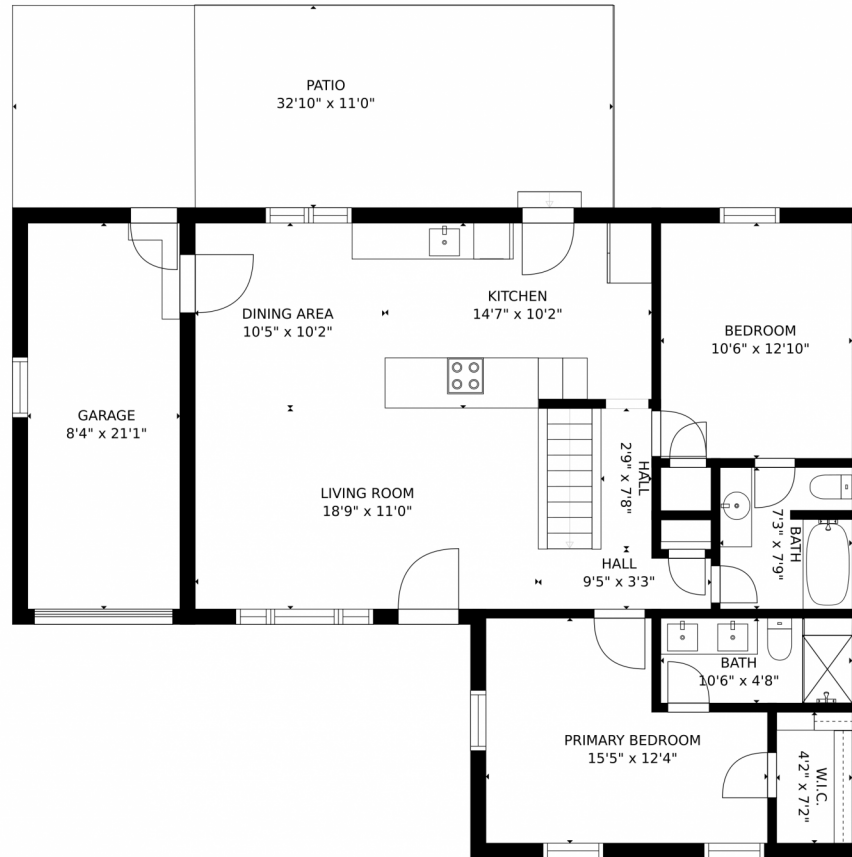 PATIO
32'10" x 11'0"
KITCHEN
14'7" x 10'2"
DINING AREA
10'5" x 10'2"
BEDROOM
10'6" x 12'10"
GARAGE
8'4" x 21'1"
HALL
2'9" x 7'8"
LIVING ROOM
18'9" x 11'0"
BATH
7'3" x 7'9"
HALL
9'5" x 3'3"
BATH
10'6" x 4'8"
PRIMARY BEDROOM
15'5" x 12'4"
W.I.C.
4'2" x 7'2"